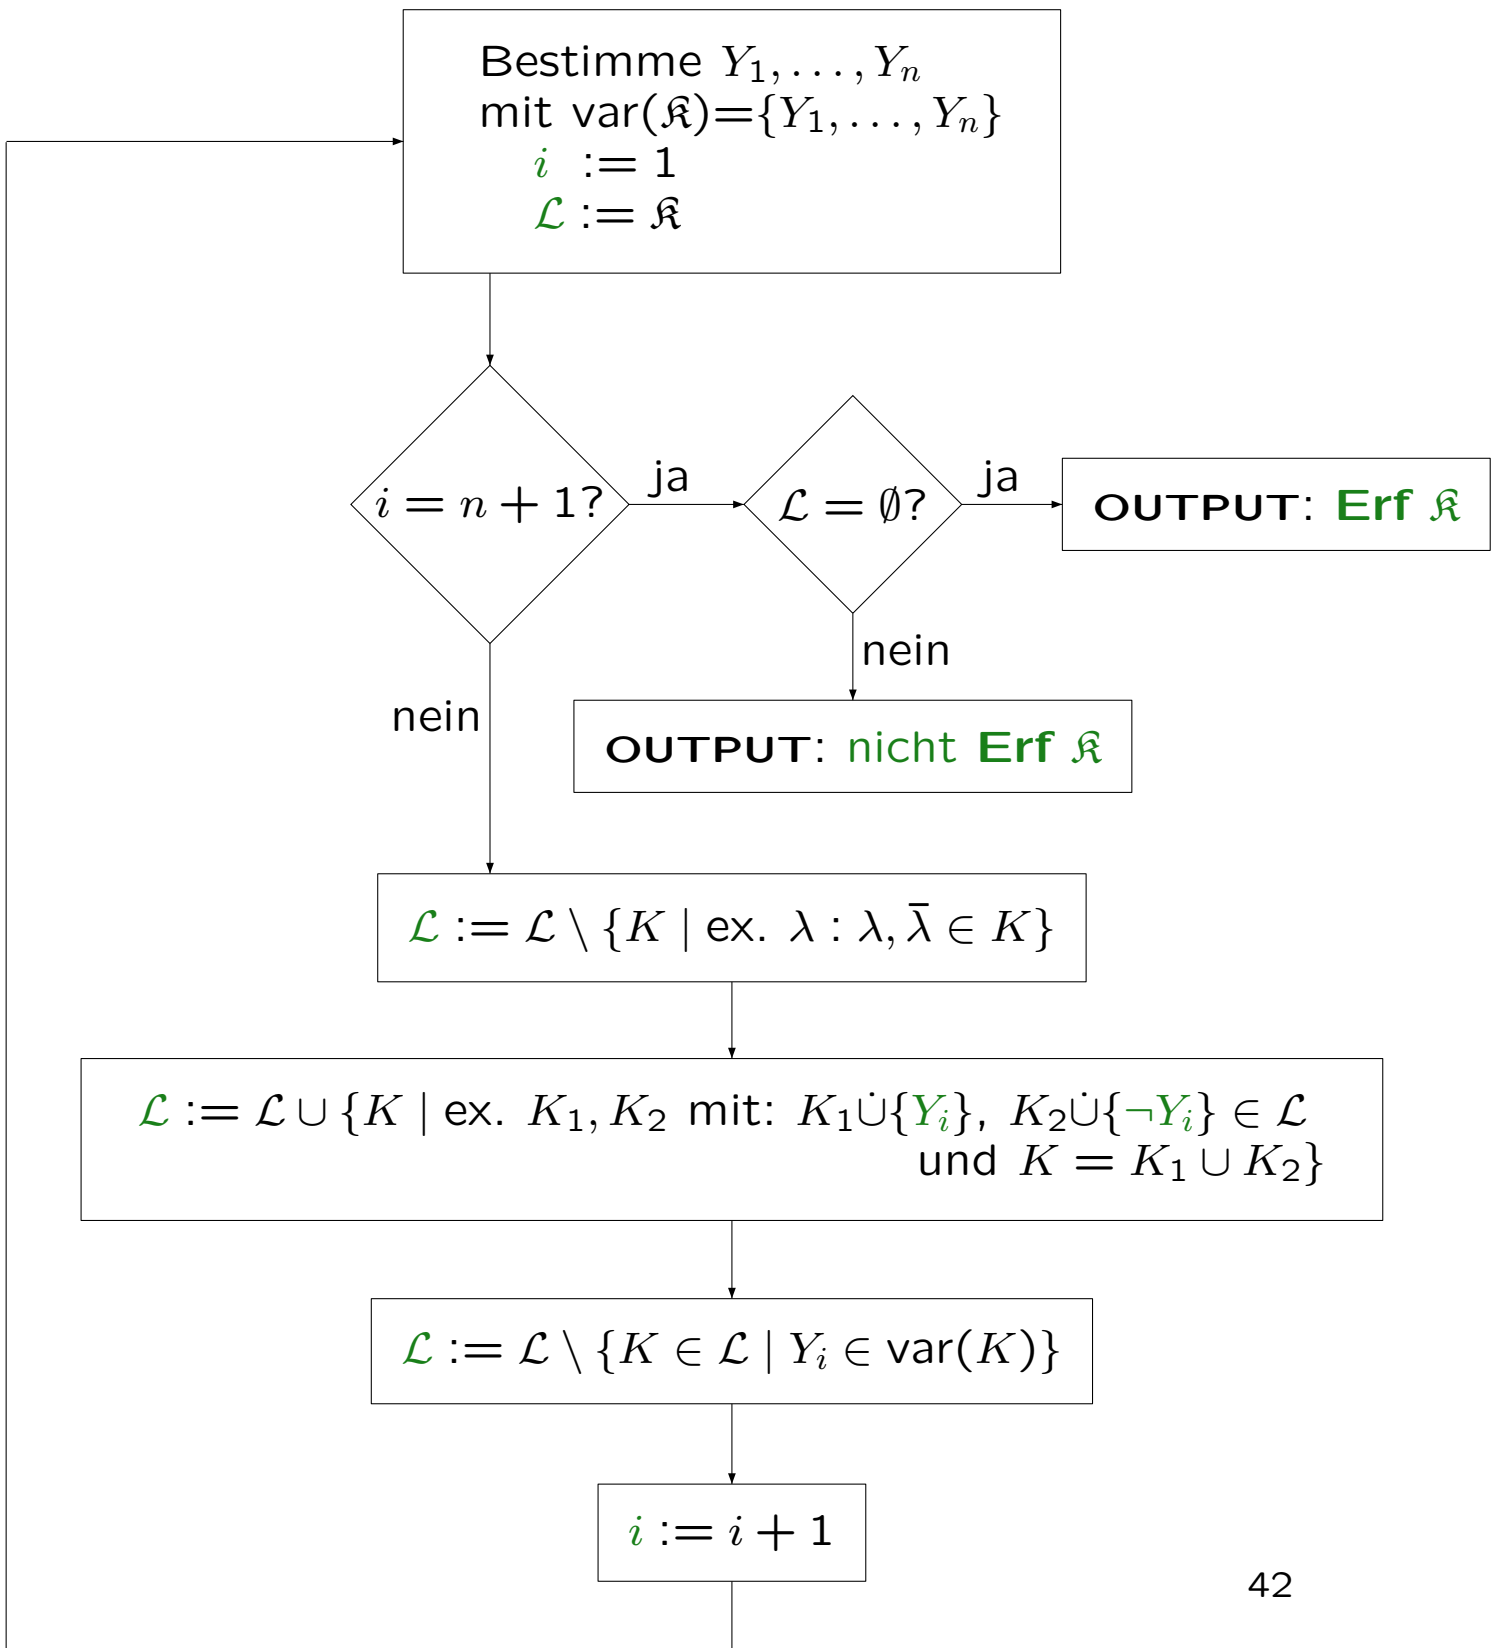 Bestimme Y₁, . . . , Yₙ
mit var(𝔎)={Y₁, . . . , Yₙ}
i := 1
ℒ := 𝔎
i = n + 1?
ja
ℒ = ∅?
ja
OUTPUT: Erf 𝔎
nein
OUTPUT: nicht Erf 𝔎
nein
ℒ := ℒ \ {K | ex. λ : λ, λ̄ ∈ K}
ℒ := ℒ ∪ {K | ex. K₁, K₂ mit: K₁∪̇{Yᵢ}, K₂∪̇{¬Yᵢ} ∈ ℒ
und K = K₁ ∪ K₂}
ℒ := ℒ \ {K ∈ ℒ | Yᵢ ∈ var(K)}
i := i + 1
42